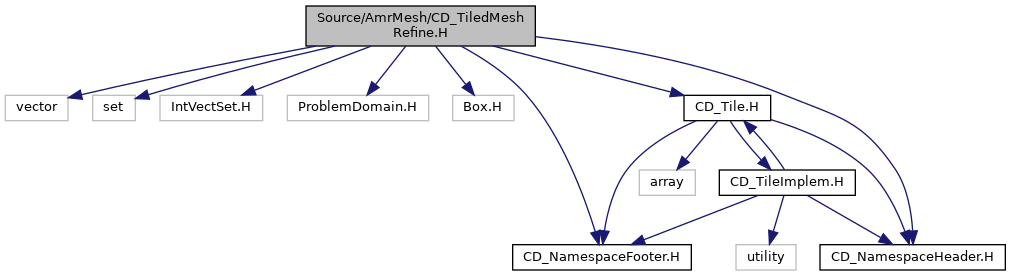 Source/AmrMesh/CD_TiledMesh
Refine.H
vector
set
IntVectSet.H
ProblemDomain.H
Box.H
CD_Tile.H
array
CD_TileImplem.H
CD_NamespaceFooter.H
utility
CD_NamespaceHeader.H